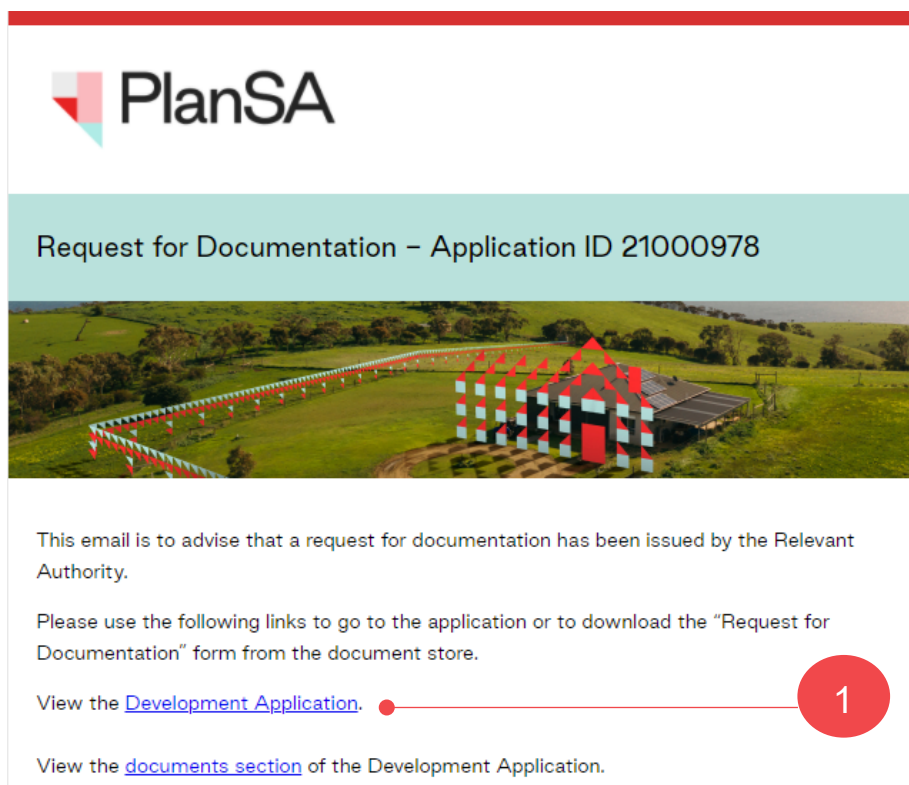 PlanSA
Request for Documentation – Application ID 21000978
This email is to advise that a request for documentation has been issued by the Relevant
Authority.
Please use the following links to go to the application or to download the “Request for
Documentation” form from the document store.
View the Development Application.
1
View the documents section of the Development Application.